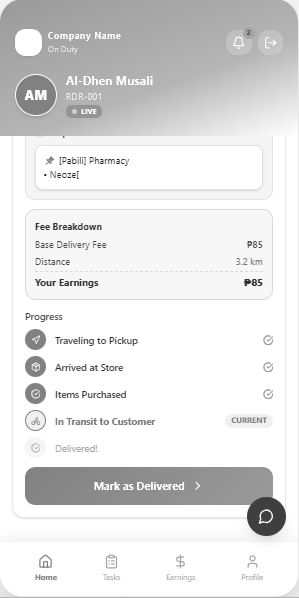 Company Name
On Duty
2
AM
Al-Dhen Musali
RDR-001
LIVE
[Pabili] Pharmacy
• Neoze[
Fee Breakdown
Base Delivery Fee ₱85
Distance 3.2 km
Your Earnings ₱85
Progress
Traveling to Pickup
Arrived at Store
Items Purchased
In Transit to Customer CURRENT
Delivered!
Mark as Delivered
Home Tasks Earnings Profile